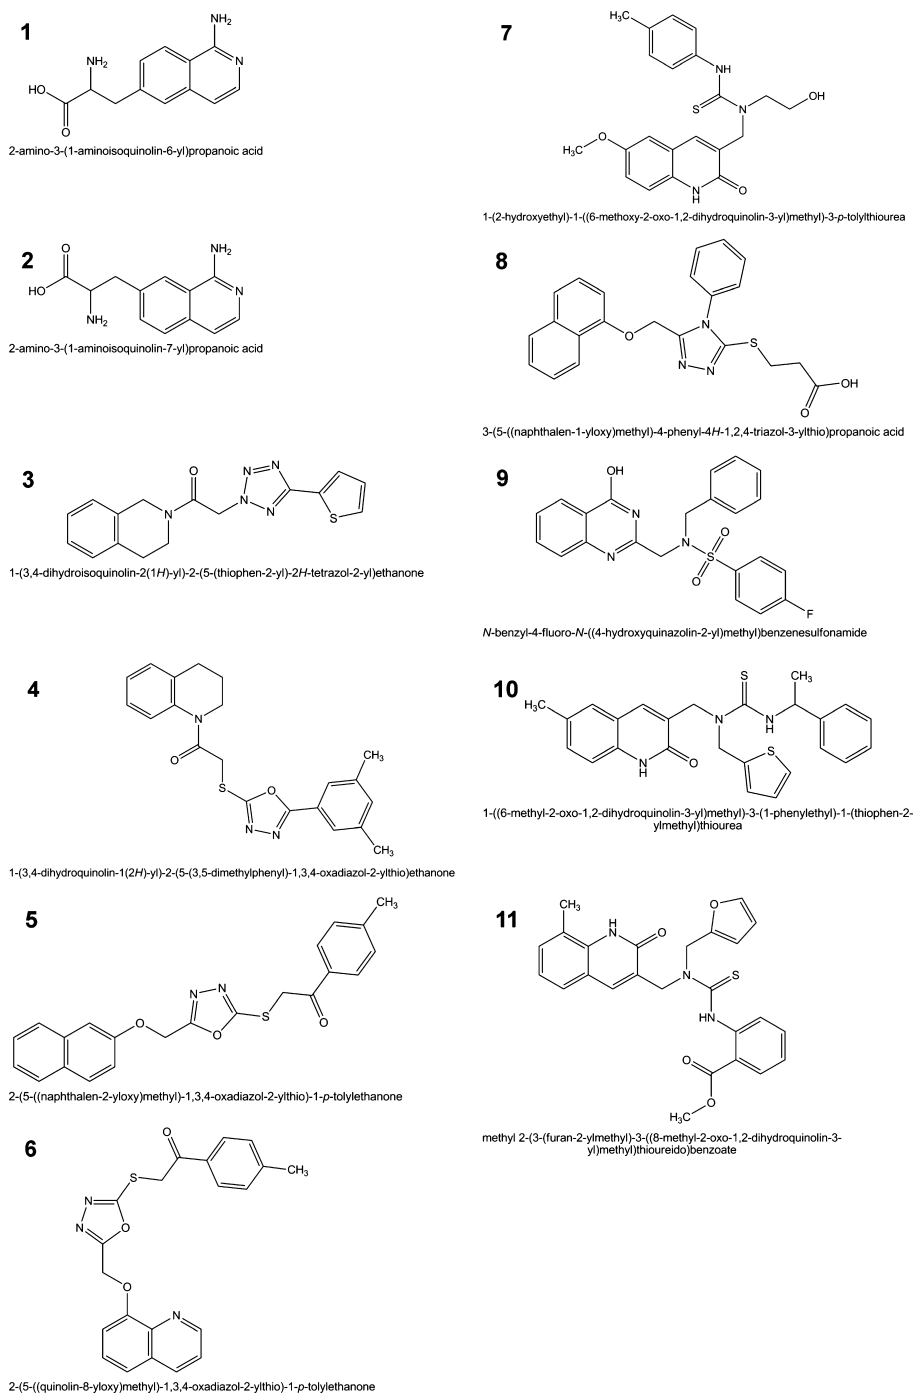 1
NH₂
NH₂
N
HO
O
2-amino-3-(1-aminoisoquinolin-6-yl)propanoic acid
2
O
NH₂
HO
N
NH₂
2-amino-3-(1-aminoisoquinolin-7-yl)propanoic acid
3
O
N N
N N
N
S
1-(3,4-dihydroisoquinolin-2(1H)-yl)-2-(5-(thiophen-2-yl)-2H-tetrazol-2-yl)ethanone
4
N
O
CH₃
S
O
N N
CH₃
1-(3,4-dihydroquinolin-1(2H)-yl)-2-(5-(3,5-dimethylphenyl)-1,3,4-oxadiazol-2-ylthio)ethanone
5
CH₃
N N
O
S
O
O
2-(5-((naphthalen-2-yloxy)methyl)-1,3,4-oxadiazol-2-ylthio)-1-p-tolylethanone
6
O
S
CH₃
N
N
O
O
N
2-(5-((quinolin-8-yloxy)methyl)-1,3,4-oxadiazol-2-ylthio)-1-p-tolylethanone
7
H₃C
NH
S
N
OH
O
H₃C
N
H
O
1-(2-hydroxyethyl)-1-((6-methoxy-2-oxo-1,2-dihydroquinolin-3-yl)methyl)-3-p-tolylthiourea
8
N
O
S
N N
OH
O
3-(5-((naphthalen-1-yloxy)methyl)-4-phenyl-4H-1,2,4-triazol-3-ylthio)propanoic acid
9
OH
N
N
N
O
S
O
F
N-benzyl-4-fluoro-N-((4-hydroxyquinazolin-2-yl)methyl)benzenesulfonamide
10
S
CH₃
H₃C
N
N
H
S
N
H
O
1-((6-methyl-2-oxo-1,2-dihydroquinolin-3-yl)methyl)-3-(1-phenylethyl)-1-(thiophen-2-
ylmethyl)thiourea
11
CH₃
H
N
O
O
N
S
HN
O
O
H₃C
methyl 2-(3-(furan-2-ylmethyl)-3-((8-methyl-2-oxo-1,2-dihydroquinolin-3-
yl)methyl)thioureido)benzoate